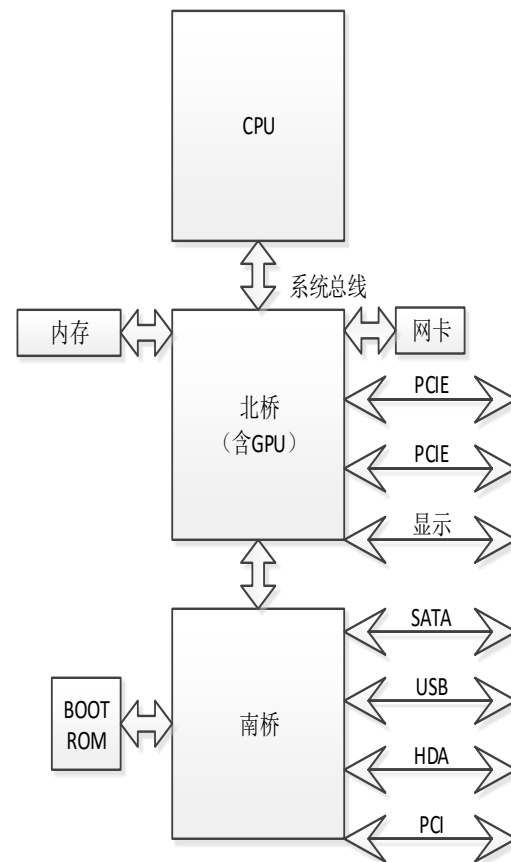 CPU
系统总线
内存
网卡
北桥
（含GPU）
PCIE
PCIE
显示
SATA
BOOT
ROM
南桥
USB
HDA
PCI